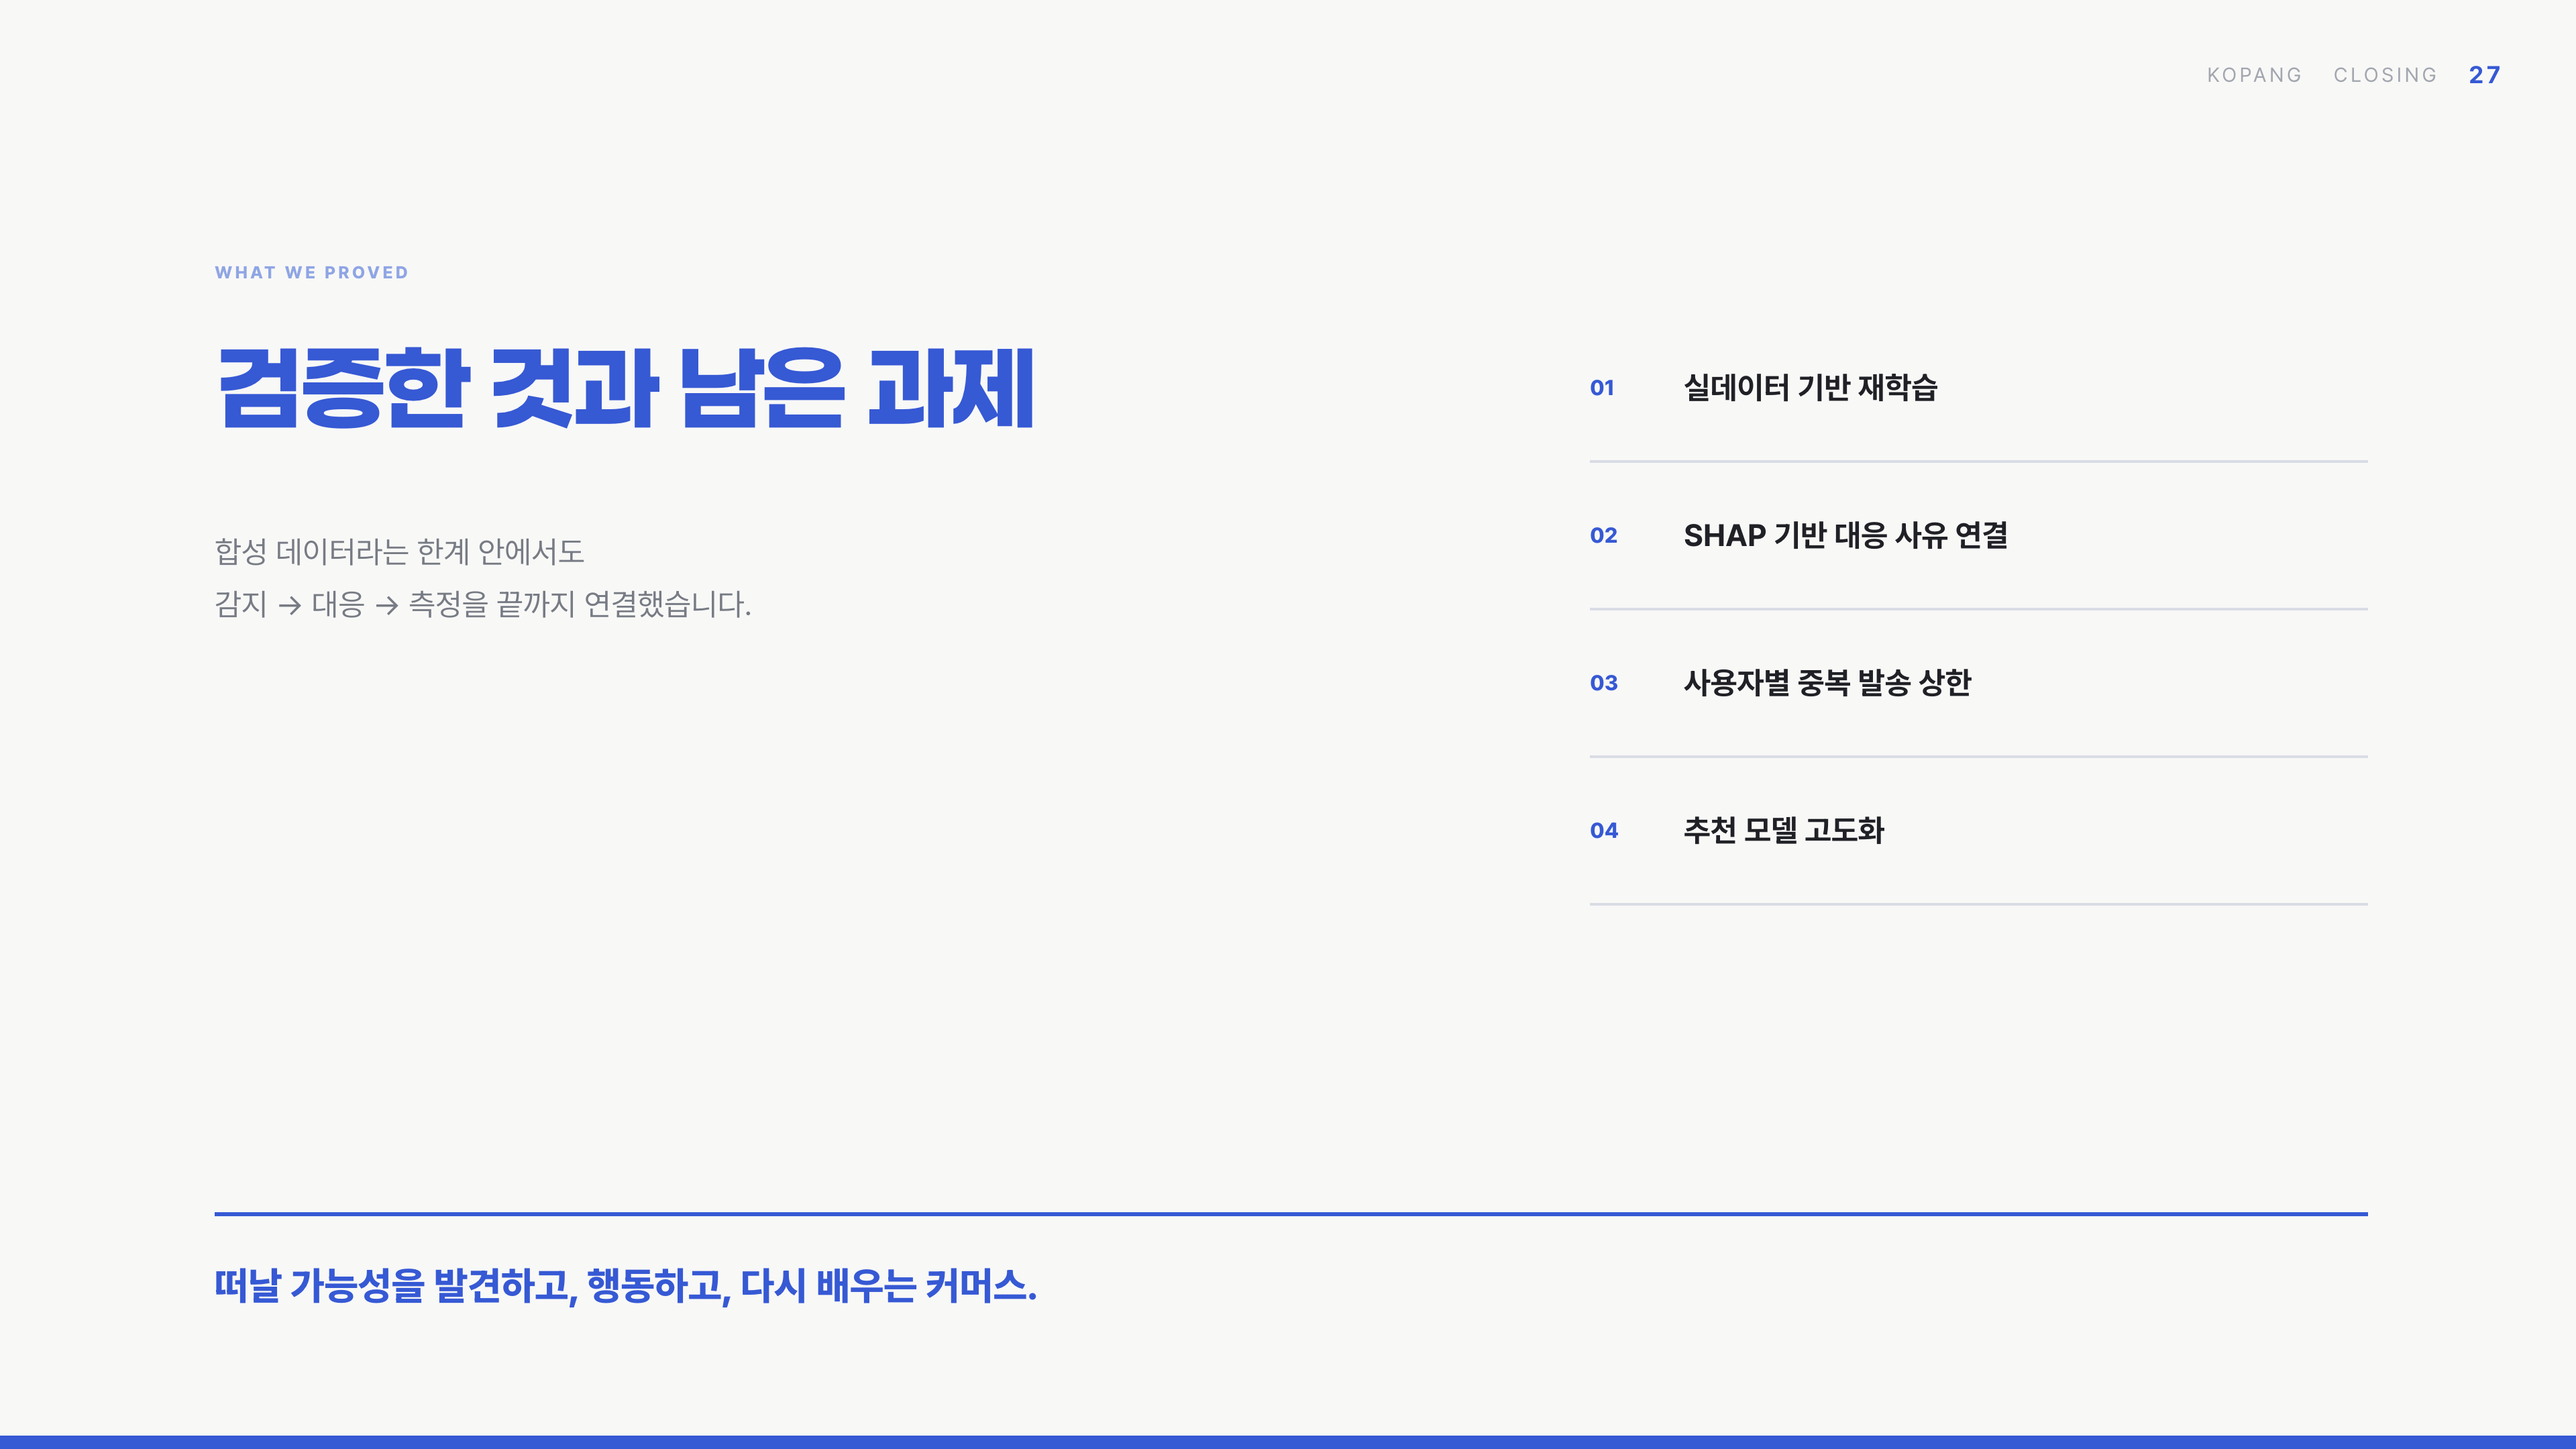 KOPANG CLOSING 27
WHAT WE PROVED
검증한 것과 남은 과제
합성 데이터라는 한계 안에서도
감지 → 대응 → 측정을 끝까지 연결했습니다.
01 실데이터 기반 재학습
02 SHAP 기반 대응 사유 연결
03 사용자별 중복 발송 상한
04 추천 모델 고도화
떠날 가능성을 발견하고, 행동하고, 다시 배우는 커머스.